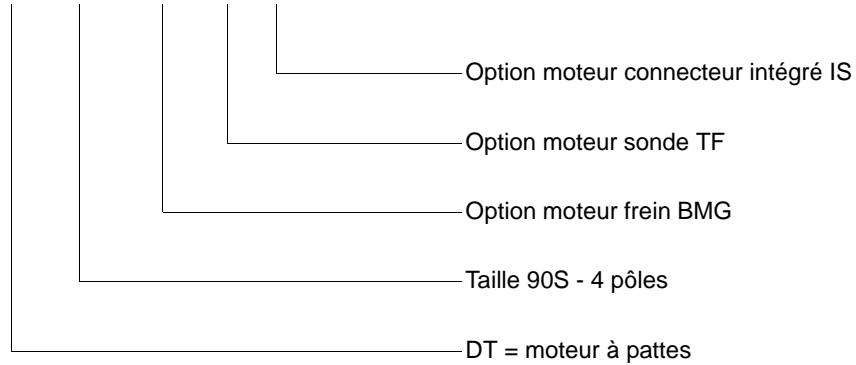 Option moteur connecteur intégré IS
Option moteur sonde TF
Option moteur frein BMG
Taille 90S - 4 pôles
DT = moteur à pattes